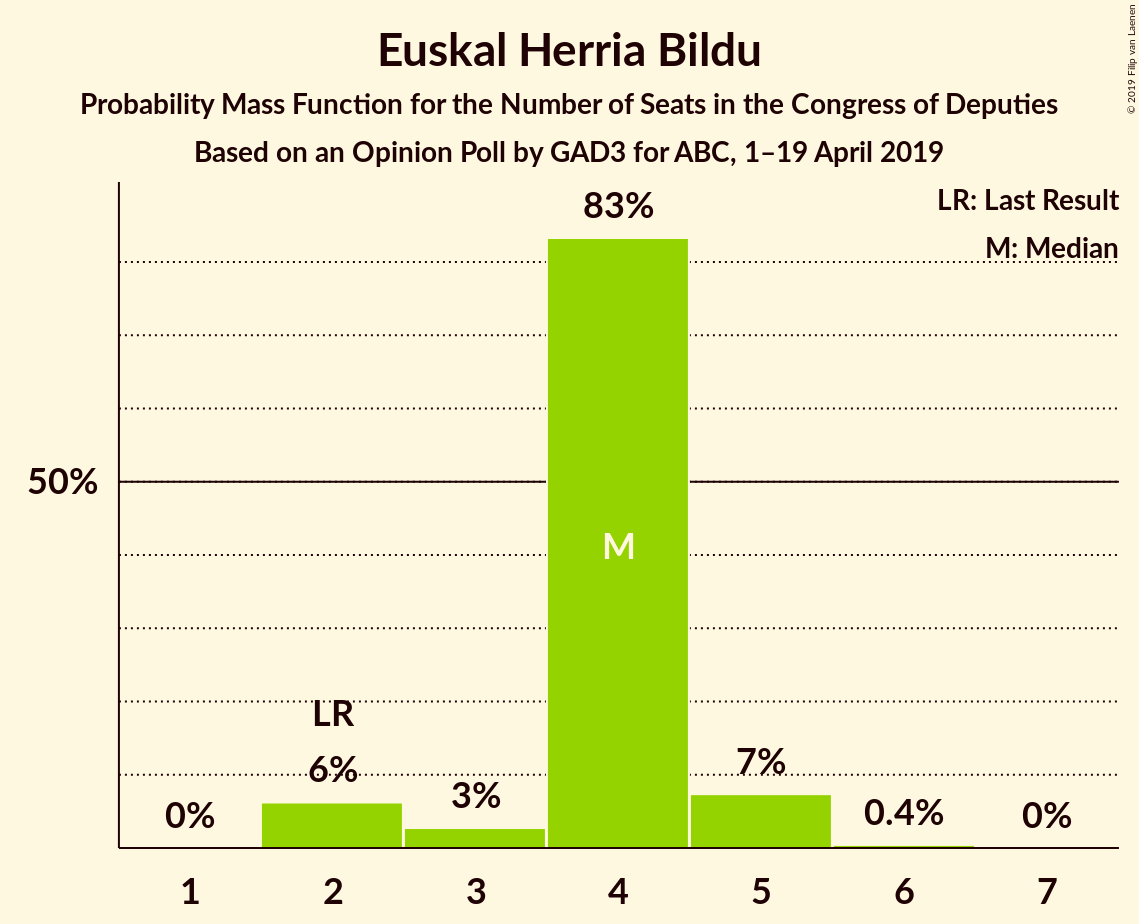 Euskal Herria Bildu
Probability Mass Function for the Number of Seats in the Congress of Deputies
Based on an Opinion Poll by GAD3 for ABC, 1–19 April 2019
© 2019 Filip van Laenen
LR: Last Result
M: Median
83%
50%
M
LR
6%
3%
7%
0%
0.4%
0%
1 2 3 4 5 6 7